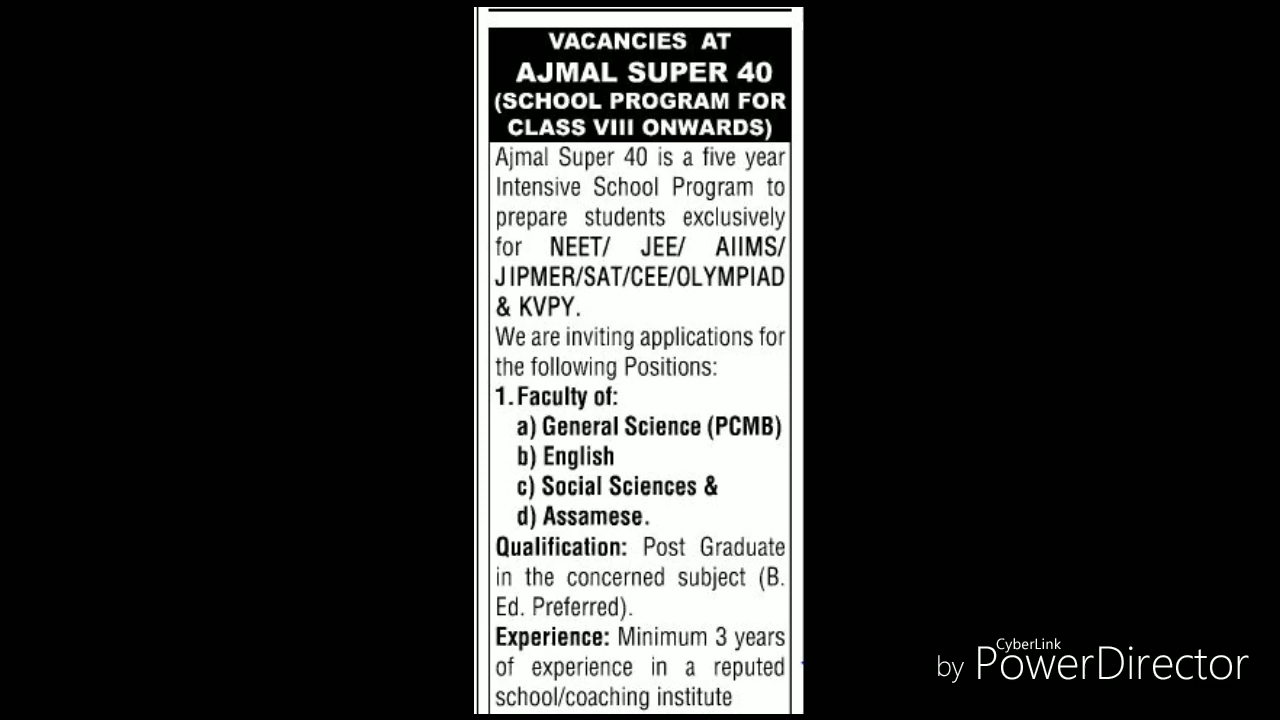 VACANCIES AT
AJMAL SUPER 40
(SCHOOL PROGRAM FOR
CLASS VIII ONWARDS)
Ajmal Super 40 is a five year
Intensive School Program to
prepare students exclusively
for NEET/ JEE/ AIIMS/
JIPMER/SAT/CEE/OLYMPIAD
& KVPY.
We are inviting applications for
the following Positions:
1. Faculty of:
a) General Science (PCMB)
b) English
c) Social Sciences &
d) Assamese.
Qualification: Post Graduate
in the concerned subject (B.
Ed. Preferred).
Experience: Minimum 3 years
of experience in a reputed
school/coaching institute
CyberLink
by PowerDirector